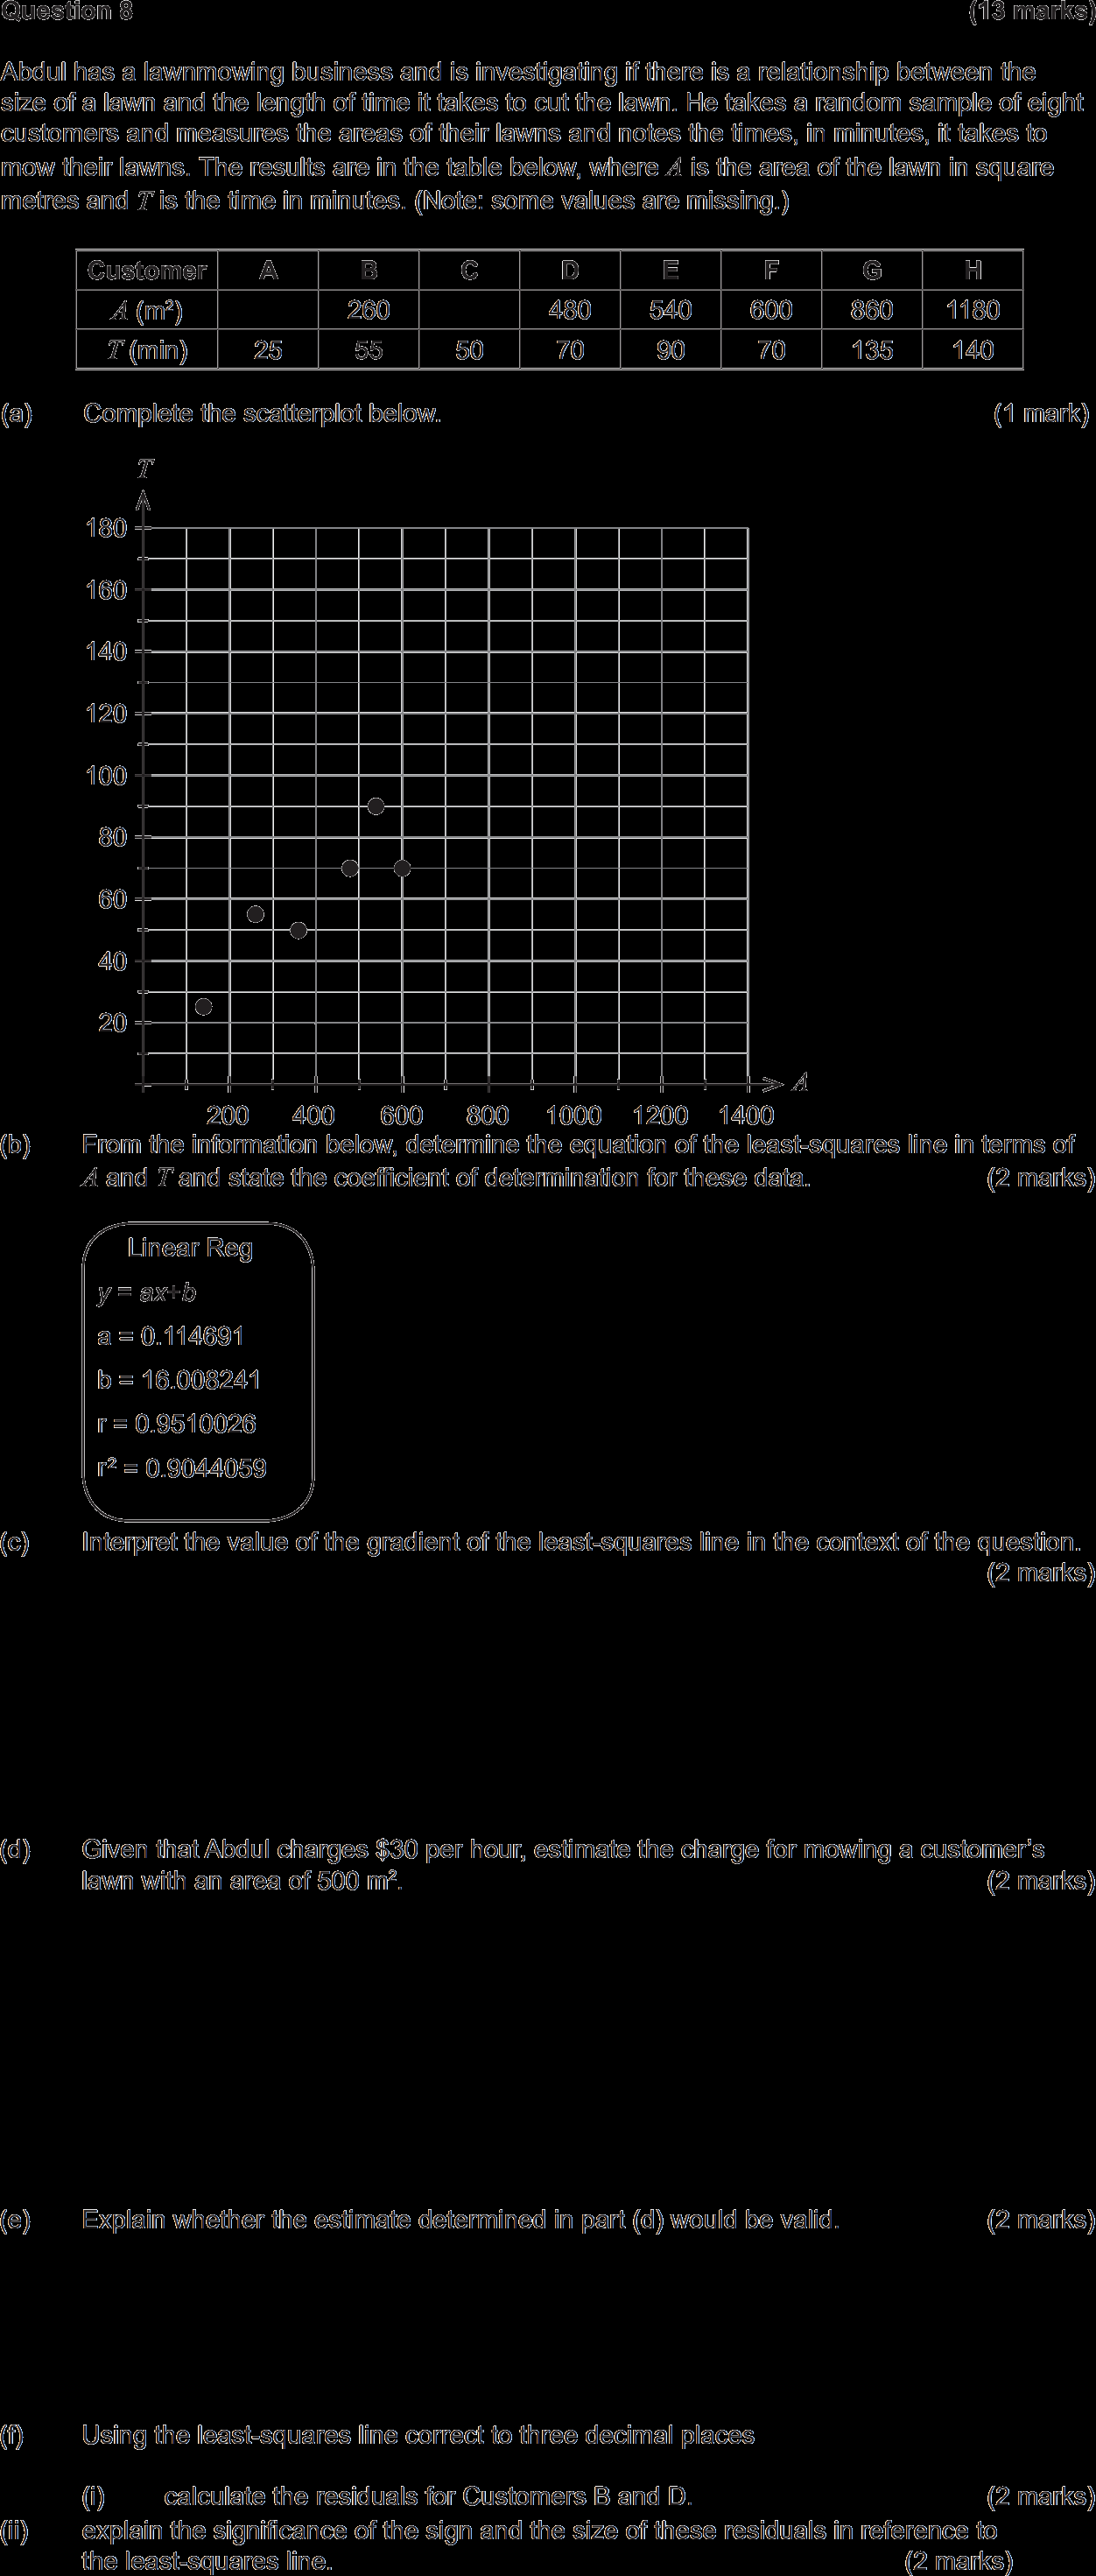 Question 8 (13 marks)
Abdul has a lawnmowing business and is investigating if there is a relationship between the
size of a lawn and the length of time it takes to cut the lawn. He takes a random sample of eight
customers and measures the areas of their lawns and notes the times, in minutes, it takes to
mow their lawns. The results are in the table below, where A is the area of the lawn in square
metres and T is the time in minutes. (Note: some values are missing.)
Customer A B C D E F G H
A (m²) 260 480 540 600 860 1180
T (min) 25 55 50 70 90 70 135 140
(a) Complete the scatterplot below. (1 mark)
T
180
160
140
120
100
80
60
40
20
A
200 400 600 800 1000 1200 1400
(b) From the information below, determine the equation of the least-squares line in terms of
A and T and state the coefficient of determination for these data. (2 marks)
Linear Reg
y = ax+b
a = 0.114691
b = 16.008241
r = 0.9510026
r² = 0.9044059
(c) Interpret the value of the gradient of the least-squares line in the context of the question.
(2 marks)
(d) Given that Abdul charges $30 per hour, estimate the charge for mowing a customer's
lawn with an area of 500 m². (2 marks)
(e) Explain whether the estimate determined in part (d) would be valid. (2 marks)
(f) Using the least-squares line correct to three decimal places
(i) calculate the residuals for Customers B and D. (2 marks)
(ii) explain the significance of the sign and the size of these residuals in reference to
the least-squares line. (2 marks)